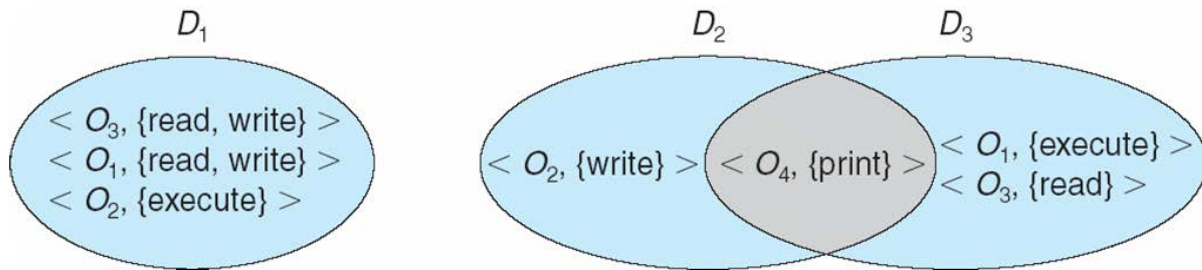 D₁
D₂
D₃
< O₃, {read, write} >
< O₁, {read, write} >
< O₂, {execute} >
< O₂, {write} >
< O₄, {print} >
< O₁, {execute} >
< O₃, {read} >